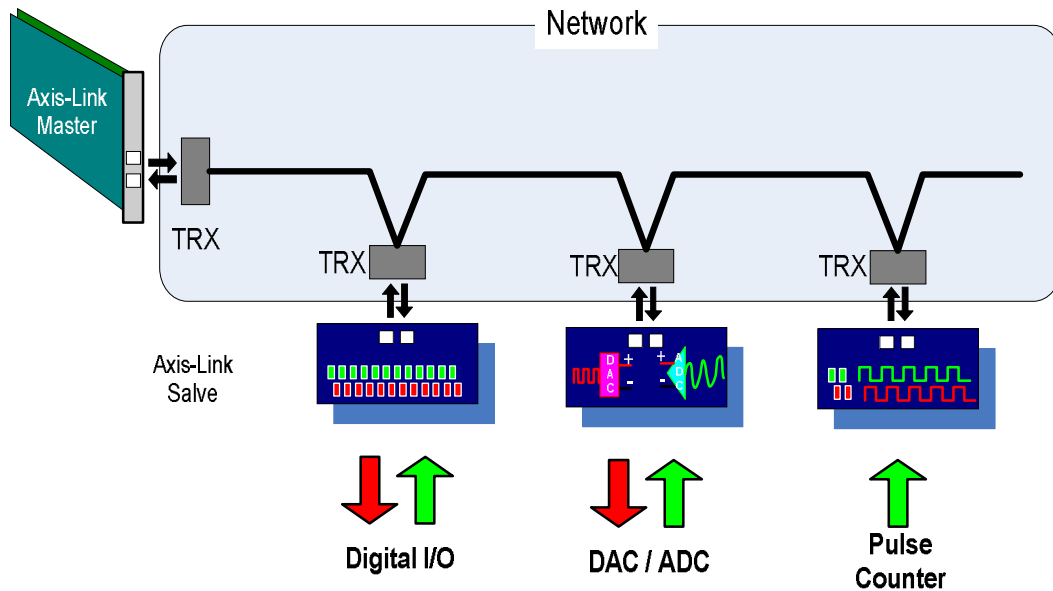 Network
Axis-Link
Master
TRX
TRX
TRX
TRX
Axis-Link
Salve
D
A
C
+
-
+
-
A
D
C
Digital I/O
DAC / ADC
Pulse
Counter